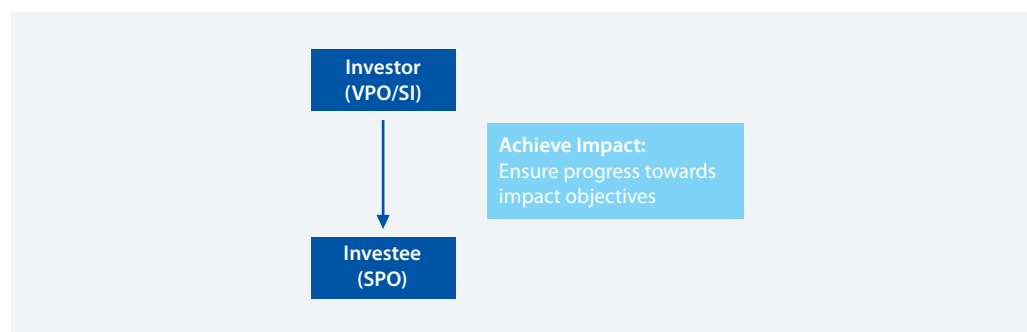 Investor
(VPO/SI)
Achieve Impact:
Ensure progress towards
impact objectives
Investee
(SPO)